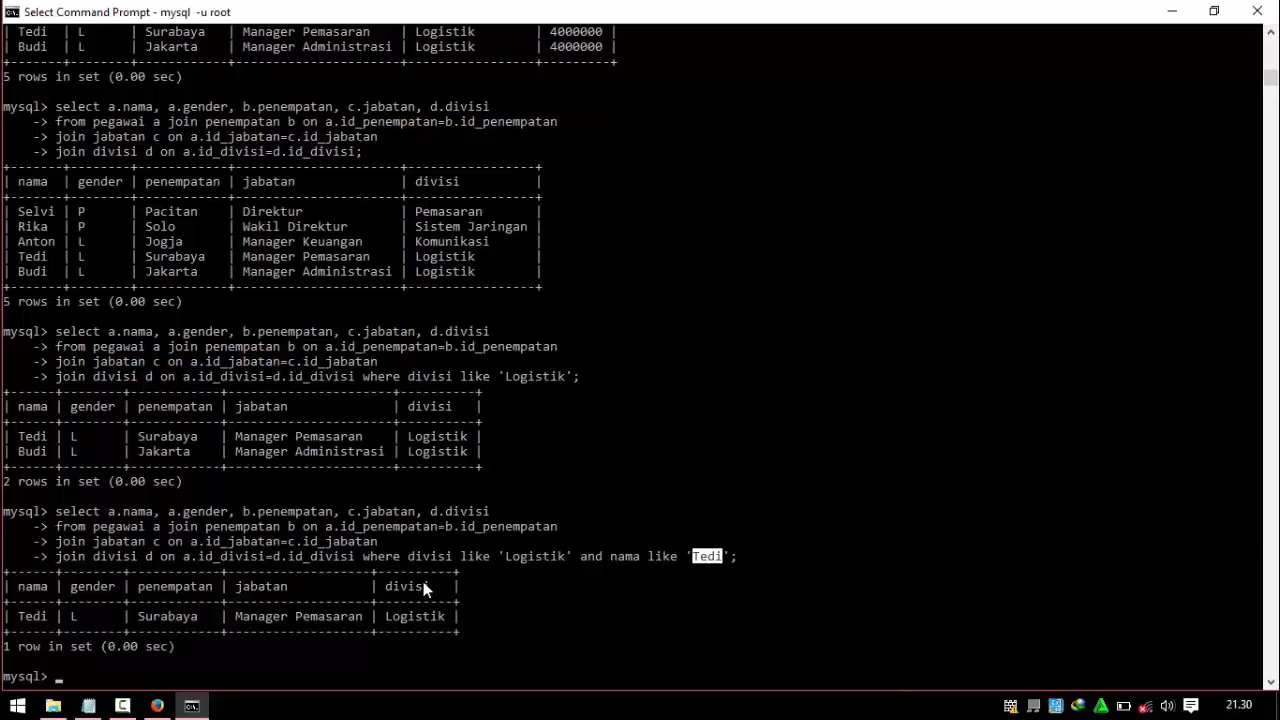 Select Command Prompt - mysql  -u root
| Tedi  | L      | Surabaya   | Manager Pemasaran    | Logistik        | 4000000 |
| Budi  | L      | Jakarta    | Manager Administrasi | Logistik        | 4000000 |
+-------+--------+------------+----------------------+-----------------+---------+
5 rows in set (0.00 sec)
mysql> select a.nama, a.gender, b.penempatan, c.jabatan, d.divisi
    -> from pegawai a join penempatan b on a.id_penempatan=b.id_penempatan
    -> join jabatan c on a.id_jabatan=c.id_jabatan
    -> join divisi d on a.id_divisi=d.id_divisi;
+-------+--------+------------+----------------------+-----------------+
| nama  | gender | penempatan | jabatan              | divisi          |
+-------+--------+------------+----------------------+-----------------+
| Selvi | P      | Pacitan    | Direktur             | Pemasaran       |
| Rika  | P      | Solo       | Wakil Direktur       | Sistem Jaringan |
| Anton | L      | Jogja      | Manager Keuangan     | Komunikasi      |
| Tedi  | L      | Surabaya   | Manager Pemasaran    | Logistik        |
| Budi  | L      | Jakarta    | Manager Administrasi | Logistik        |
+-------+--------+------------+----------------------+-----------------+
5 rows in set (0.00 sec)
mysql> select a.nama, a.gender, b.penempatan, c.jabatan, d.divisi
    -> from pegawai a join penempatan b on a.id_penempatan=b.id_penempatan
    -> join jabatan c on a.id_jabatan=c.id_jabatan
    -> join divisi d on a.id_divisi=d.id_divisi where divisi like 'Logistik';
+------+--------+------------+----------------------+----------+
| nama | gender | penempatan | jabatan              | divisi   |
+------+--------+------------+----------------------+----------+
| Tedi | L      | Surabaya   | Manager Pemasaran    | Logistik |
| Budi | L      | Jakarta    | Manager Administrasi | Logistik |
+------+--------+------------+----------------------+----------+
2 rows in set (0.00 sec)
mysql> select a.nama, a.gender, b.penempatan, c.jabatan, d.divisi
    -> from pegawai a join penempatan b on a.id_penempatan=b.id_penempatan
    -> join jabatan c on a.id_jabatan=c.id_jabatan
    -> join divisi d on a.id_divisi=d.id_divisi where divisi like 'Logistik' and nama like 'Tedi';
+------+--------+------------+-------------------+----------+
| nama | gender | penempatan | jabatan           | divisi   |
+------+--------+------------+-------------------+----------+
| Tedi | L      | Surabaya   | Manager Pemasaran | Logistik |
+------+--------+------------+-------------------+----------+
1 row in set (0.00 sec)
mysql> _
21.30